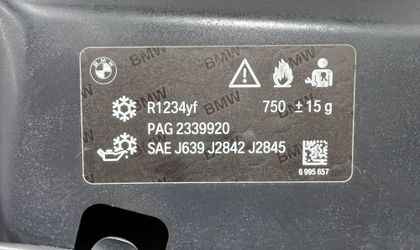 BMW
R1234yf 750 ± 15 g
PAG 2339920
SAE J639 J2842 J2845
6 995 657